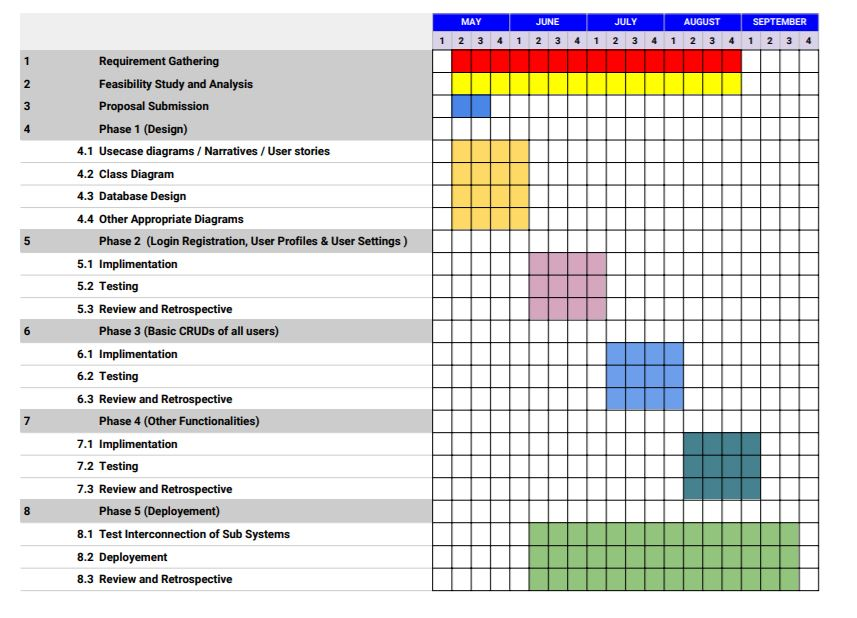 MAY JUNE JULY AUGUST SEPTEMBER
1 2 3 4 1 2 3 4 1 2 3 4 1 2 3 4 1 2 3 4
1 Requirement Gathering
2 Feasibility Study and Analysis
3 Proposal Submission
4 Phase 1 (Design)
4.1 Usecase diagrams / Narratives / User stories
4.2 Class Diagram
4.3 Database Design
4.4 Other Appropriate Diagrams
5 Phase 2 (Login Registration, User Profiles & User Settings )
5.1 Implimentation
5.2 Testing
5.3 Review and Retrospective
6 Phase 3 (Basic CRUDs of all users)
6.1 Implimentation
6.2 Testing
6.3 Review and Retrospective
7 Phase 4 (Other Functionalities)
7.1 Implimentation
7.2 Testing
7.3 Review and Retrospective
8 Phase 5 (Deployement)
8.1 Test Interconnection of Sub Systems
8.2 Deployement
8.3 Review and Retrospective